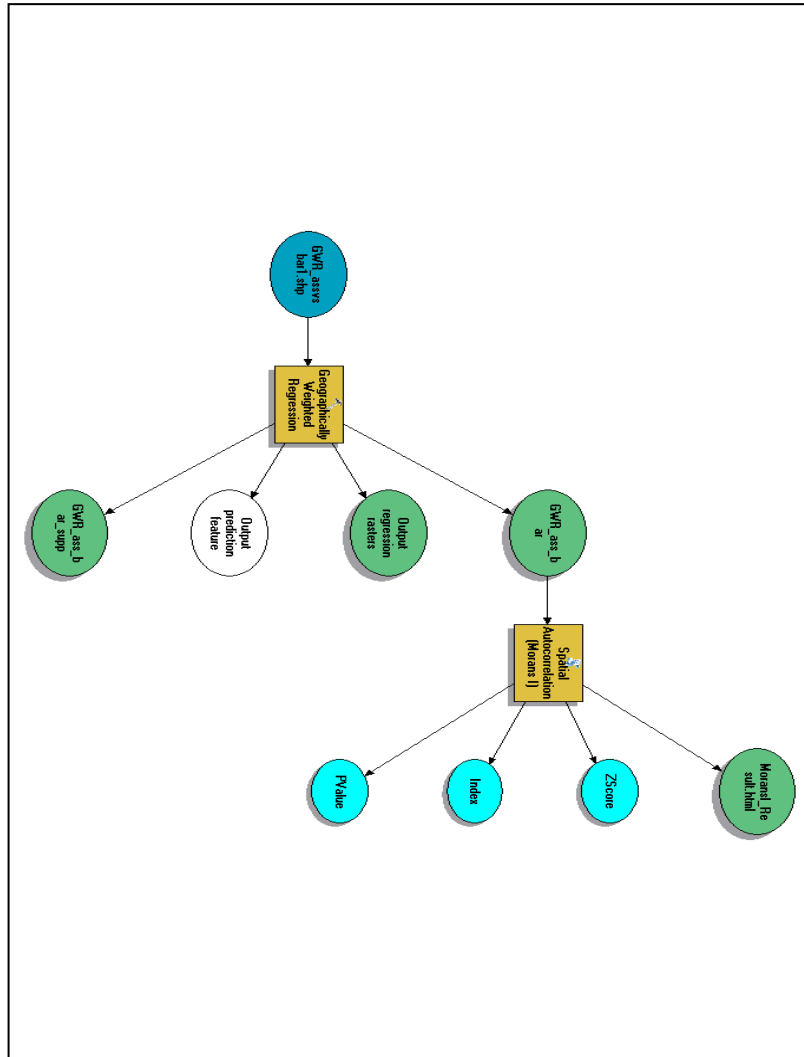 GWR_assvs
bar1.shp
Geographically
Weighted
Regression
GWR_ass_b
ar
Output
regression
rasters
Output
prediction
feature
GWR_ass_b
ar_supp
Spatial
Autocorrelation
(Morans I)
MoransI_Re
sult.html
ZScore
Index
PValue